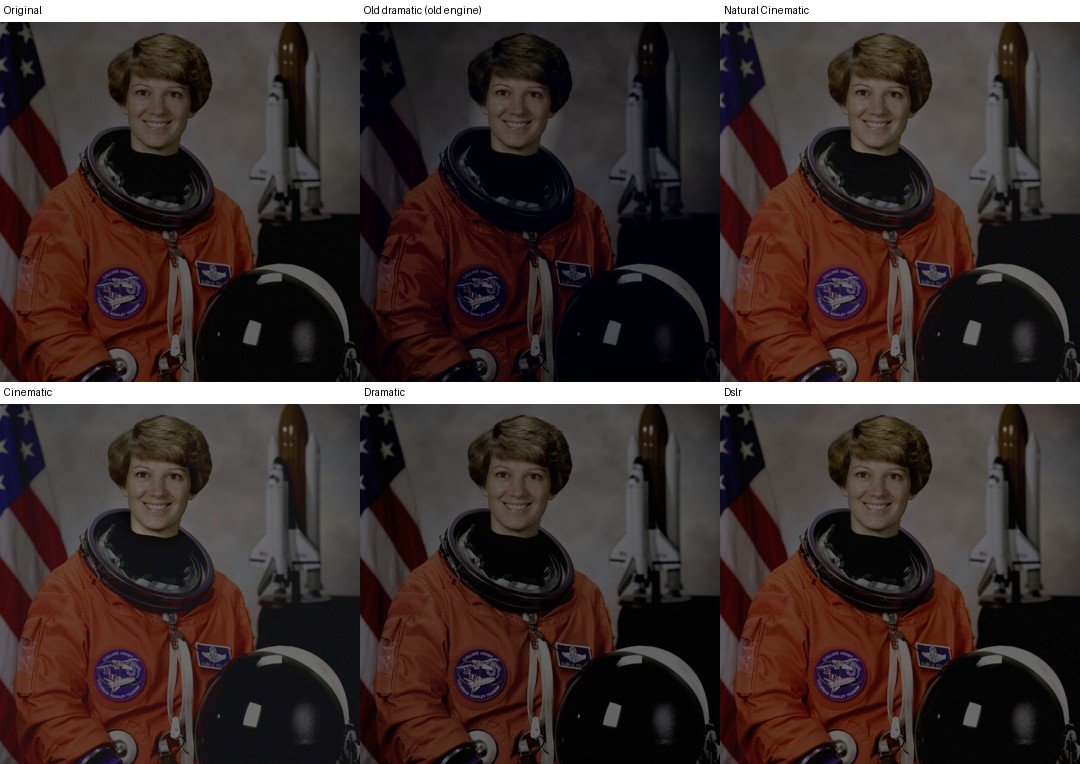 Original
Old dramatic (old engine)
Natural Cinematic
Cinematic
Dramatic
Dslr